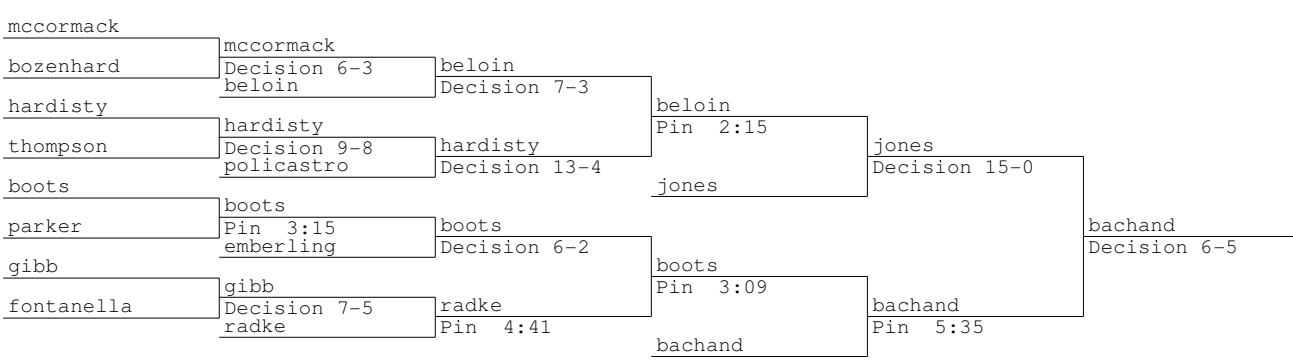 mccormack
mccormack
bozenhard
Decision 6-3
beloin
beloin
Decision 7-3
hardisty
beloin
hardisty
Pin 2:15
thompson
Decision 9-8
hardisty
jones
policastro
Decision 13-4
Decision 15-0
boots
jones
boots
parker
Pin 3:15
boots
bachand
emberling
Decision 6-2
Decision 6-5
gibb
boots
gibb
Pin 3:09
fontanella
Decision 7-5
radke
bachand
radke
Pin 4:41
Pin 5:35
bachand